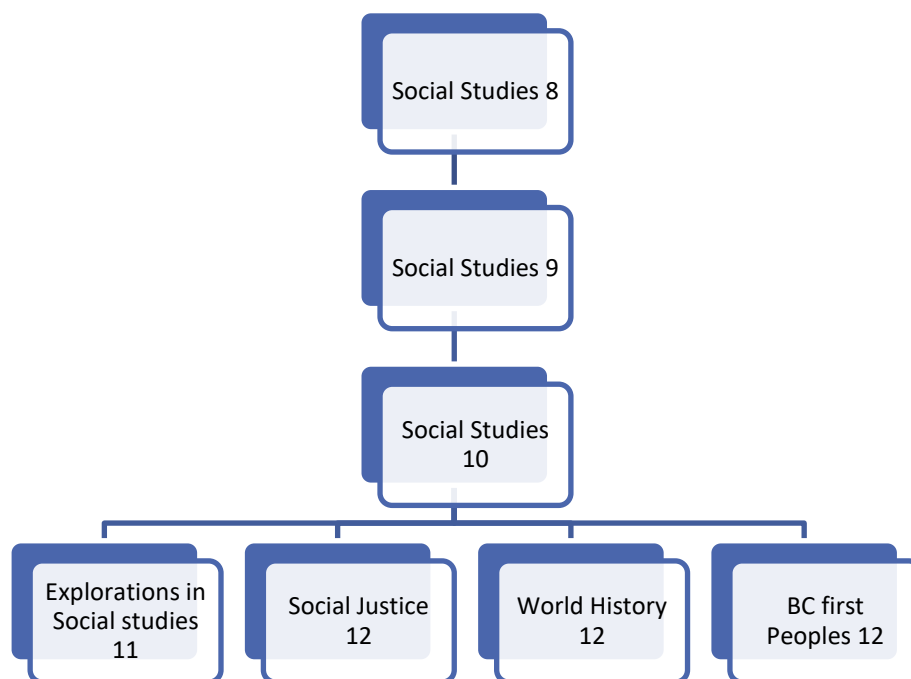 Social Studies 8
Social Studies 9
Social Studies
10
Explorations in
Social studies
11
Social Justice
12
World History
12
BC first
Peoples 12